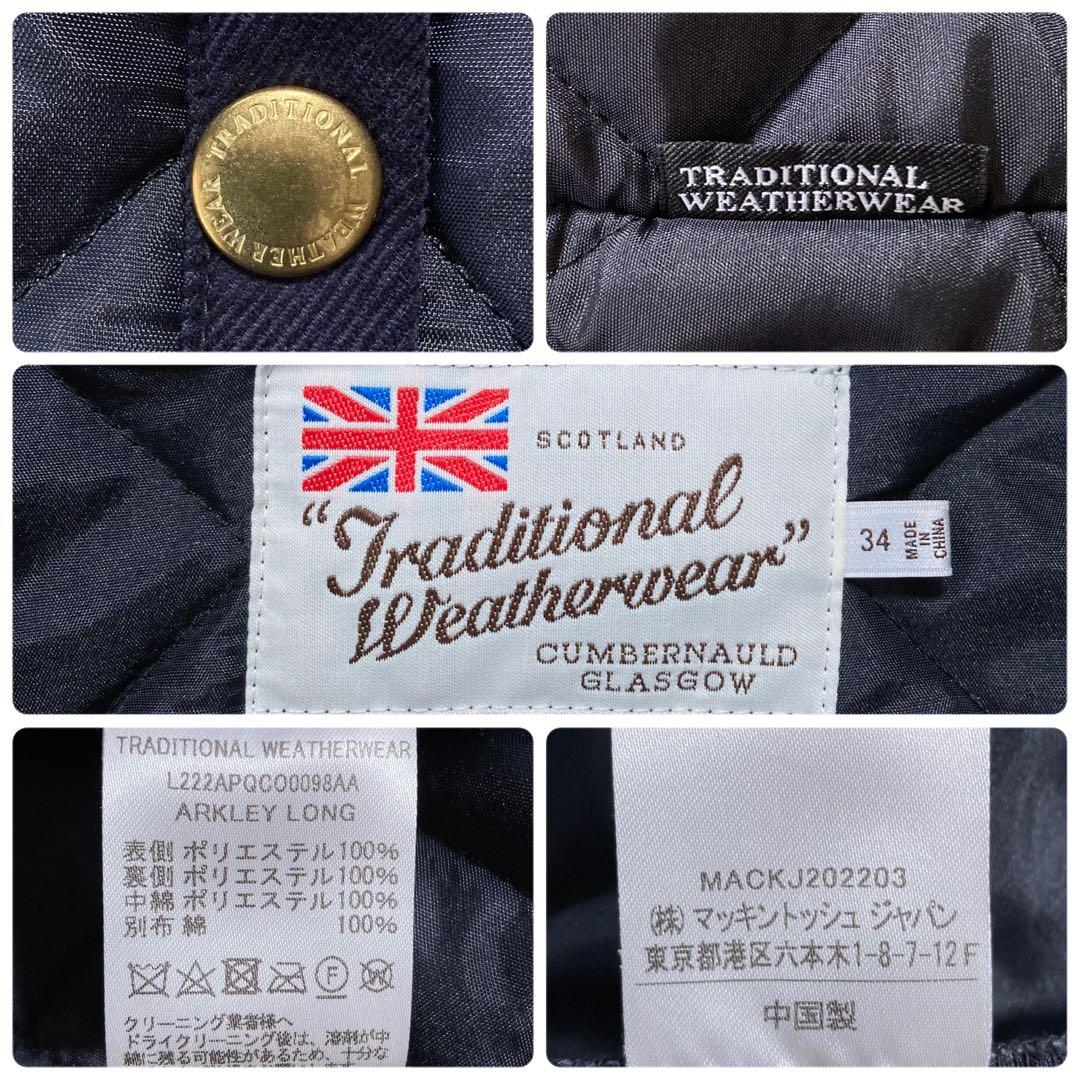 TRADITIONAL WEATHER WEAR
TRADITIONAL
WEATHERWEAR
SCOTLAND
“Traditional
Weatherwear”
CUMBERNAULD
GLASGOW
34
MADE
IN
CHINA
TRADITIONAL WEATHERWEAR
L222APQCO0098AA
ARKLEY LONG
表側 ポリエステル100%
裏側 ポリエステル100%
中綿 ポリエステル100%
別布 綿 100%
F
W
クリーニング業者様へ
ドライクリーニング後は、溶剤が中
綿に残る可能性があるため、十分な
MACKJ202203
㈱ マッキントッシュ ジャパン
東京都港区六本木1-8-7-12F
中国製